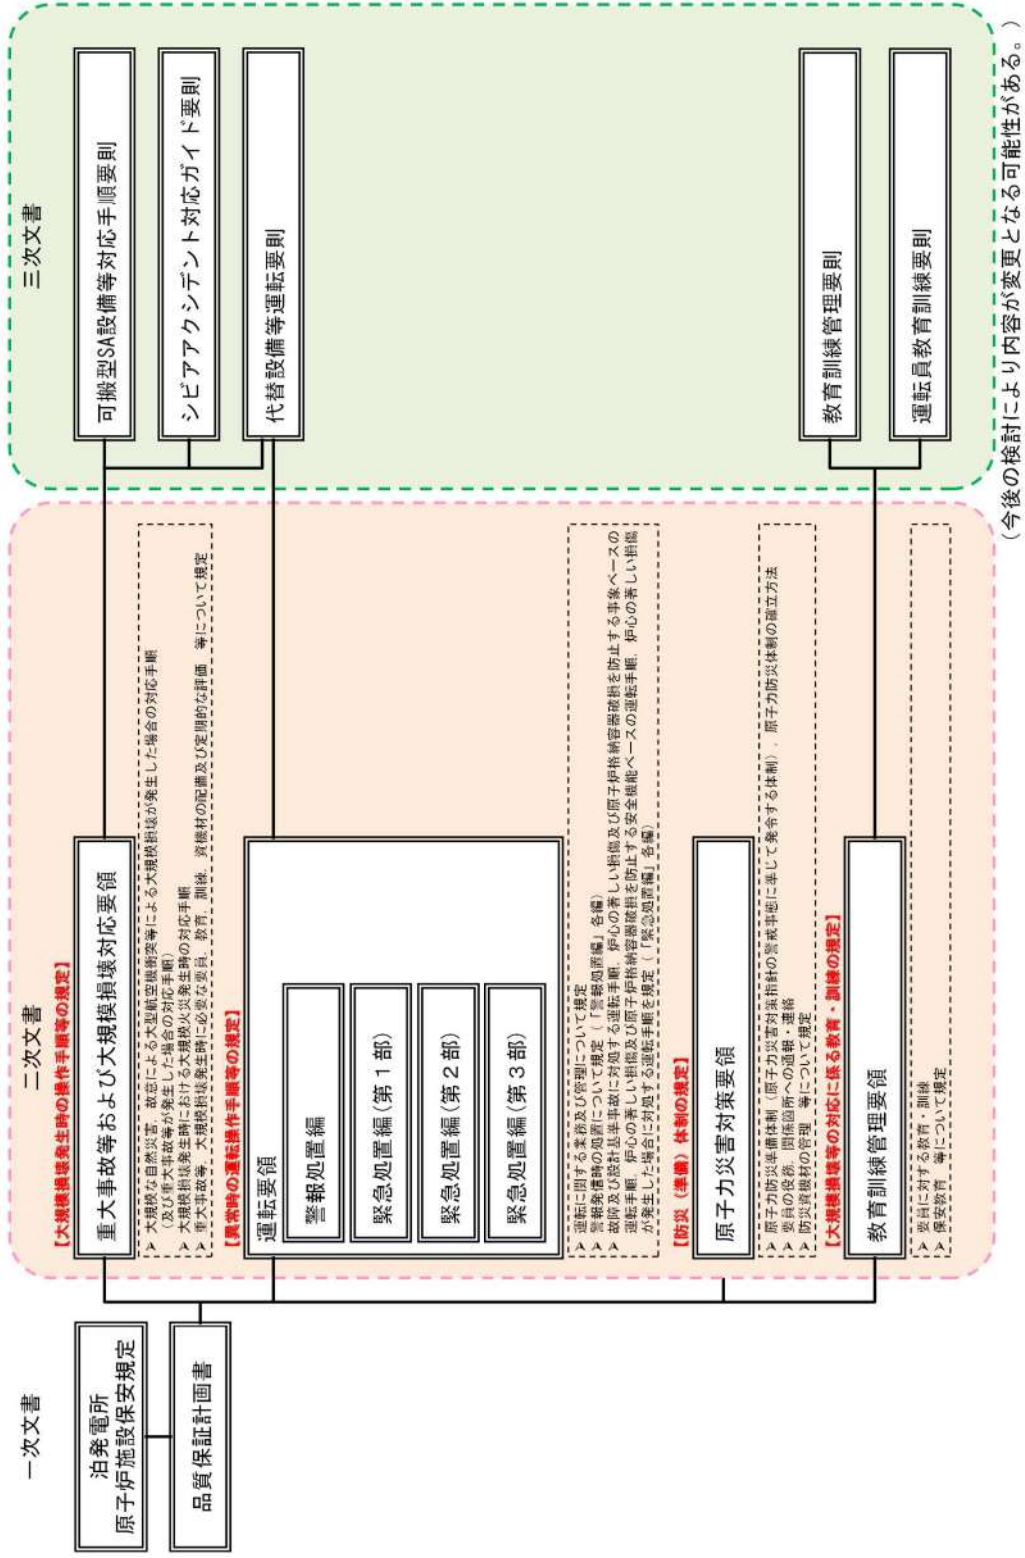 一次文書
泊発電所
原子炉施設保安規定
品質保証計画書
二次文書
【大規模損壊発生時の操作手順等の規定】
重大事故等および大規模損壊対応要領
➢ 大規模な自然災害、故意による大型航空機衝突等による大規模損壊が発生した場合の対応手順
(及び重大事故等が発生した場合の対応手順)
➢ 大規模損壊発生時における大規模火災発生時の対応手順
➢ 重大事故等、大規模損壊発生時に必要な要員、教育、訓練、資機材の配備及び定期的な評価 等について規定
【異常時の運転操作手順等の規定】
運転要領
警報処置編
緊急処置編(第1部)
緊急処置編(第2部)
緊急処置編(第3部)
➢ 運転に関する業務及び管理について規定
➢ 警報発信時の処置について規定(「警報処置編」各編)
➢ 故障及び設計基準事故に対処する運転手順、炉心の著しい損傷及び原子炉格納容器破損を防止する事象ベースの
運転手順、炉心の著しい損傷及び原子炉格納容器破損を防止する安全機能ベースの運転手順、炉心の著しい損傷
が発生した場合に対処する運転手順を規定(「緊急処置編」各編)
【防災(準備)体制の規定】
原子力災害対策要領
➢ 原子力防災準備体制(原子力災害対策指針の警戒事態に準じて発令する体制)、原子力防災体制の確立方法
➢ 要員の役務、関係箇所への通報・連絡
➢ 防災資機材の管理 等について規定
【大規模損壊等の対応に係る教育・訓練の規定】
教育訓練管理要領
➢ 要員に対する教育・訓練
➢ 保安教育 等について規定
三次文書
可搬型SA設備等対応手順要則
シビアアクシデント対応ガイド要則
代替設備等運転要則
教育訓練管理要則
運転員教育訓練要則
(今後の検討により内容が変更となる可能性がある。)